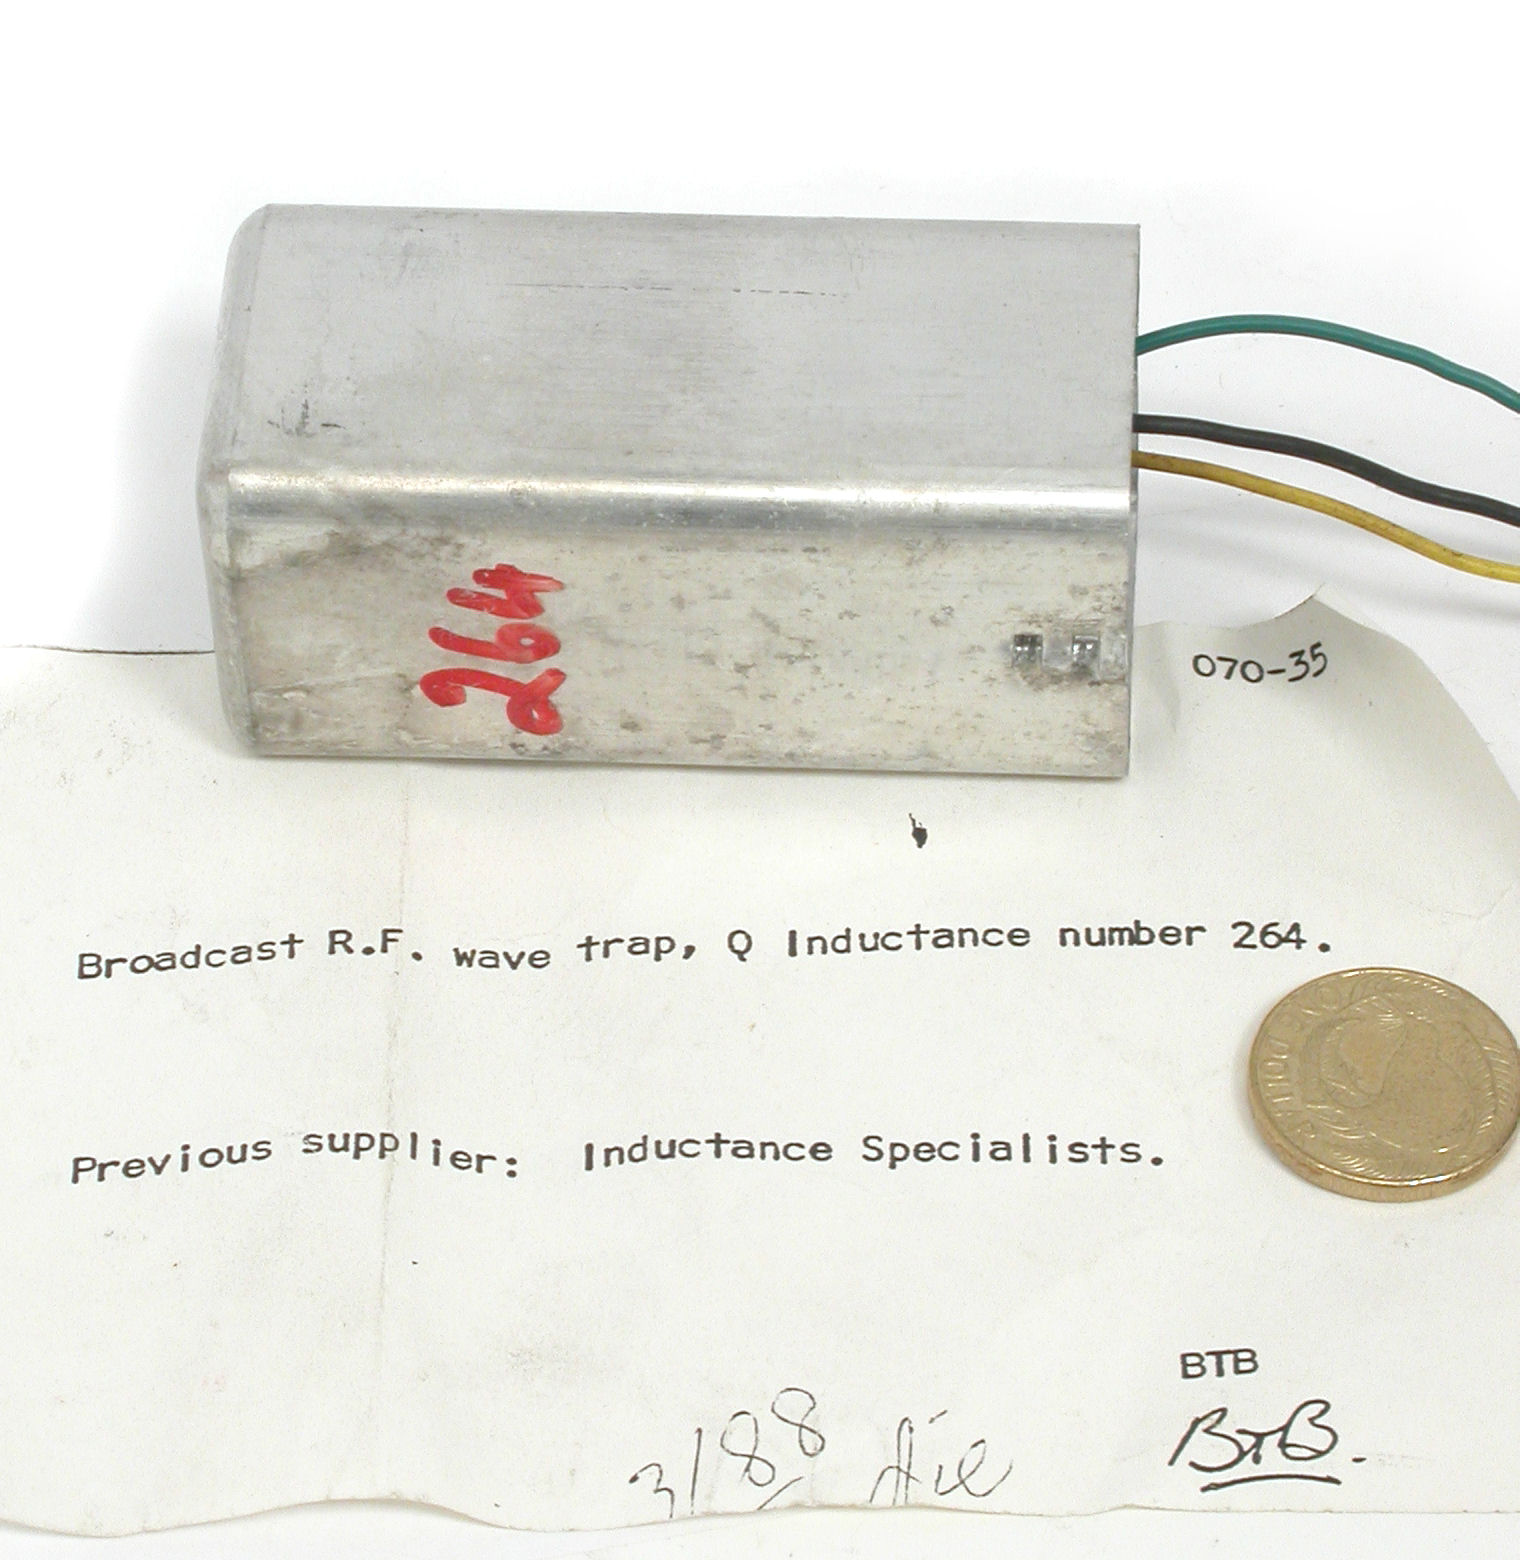 264
070-35
Broadcast R.F. wave trap, Q Inductance number 264.
Previous supplier: Inductance Specialists.
BTB
3/88
BTB.